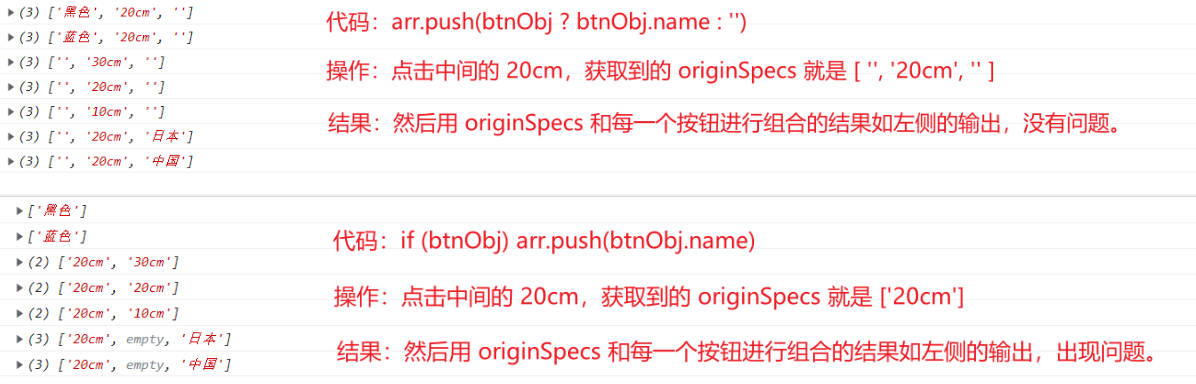 (3) ['黑色', '20cm', '']
代码：arr.push(btnObj ? btnObj.name : '')
(3) ['蓝色', '20cm', '']
(3) ['', '30cm', '']
操作：点击中间的 20cm，获取到的 originSpecs 就是 [ '', '20cm', '' ]
(3) ['', '20cm', '']
(3) ['', '10cm', '']
结果：然后用 originSpecs 和每一个按钮进行组合的结果如左侧的输出，没有问题。
(3) ['', '20cm', '日本']
(3) ['', '20cm', '中国']
['黑色']
['蓝色']
代码：if (btnObj) arr.push(btnObj.name)
(2) ['20cm', '30cm']
(2) ['20cm', '20cm']
操作：点击中间的 20cm，获取到的 originSpecs 就是 ['20cm']
(2) ['20cm', '10cm']
(3) ['20cm', empty, '日本']
结果：然后用 originSpecs 和每一个按钮进行组合的结果如左侧的输出，出现问题。
(3) ['20cm', empty, '中国']